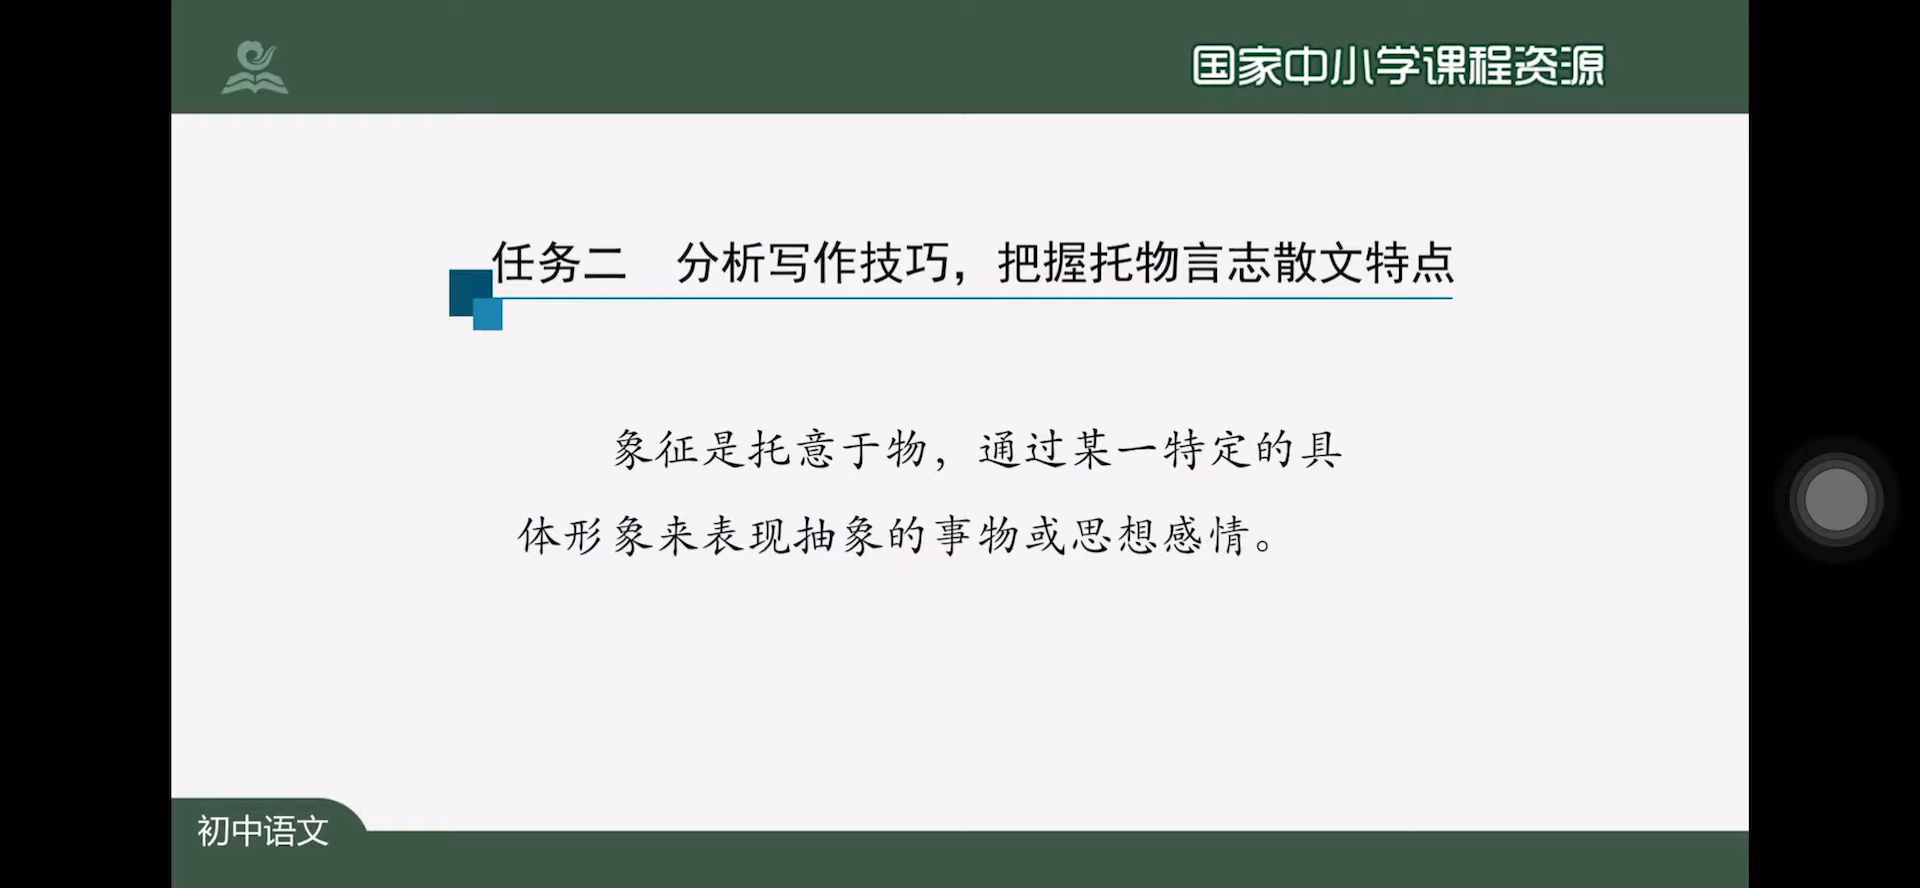 国家中小学课程资源
任务二　分析写作技巧，把握托物言志散文特点
象征是托意于物，通过某一特定的具
体形象来表现抽象的事物或思想感情。
初中语文